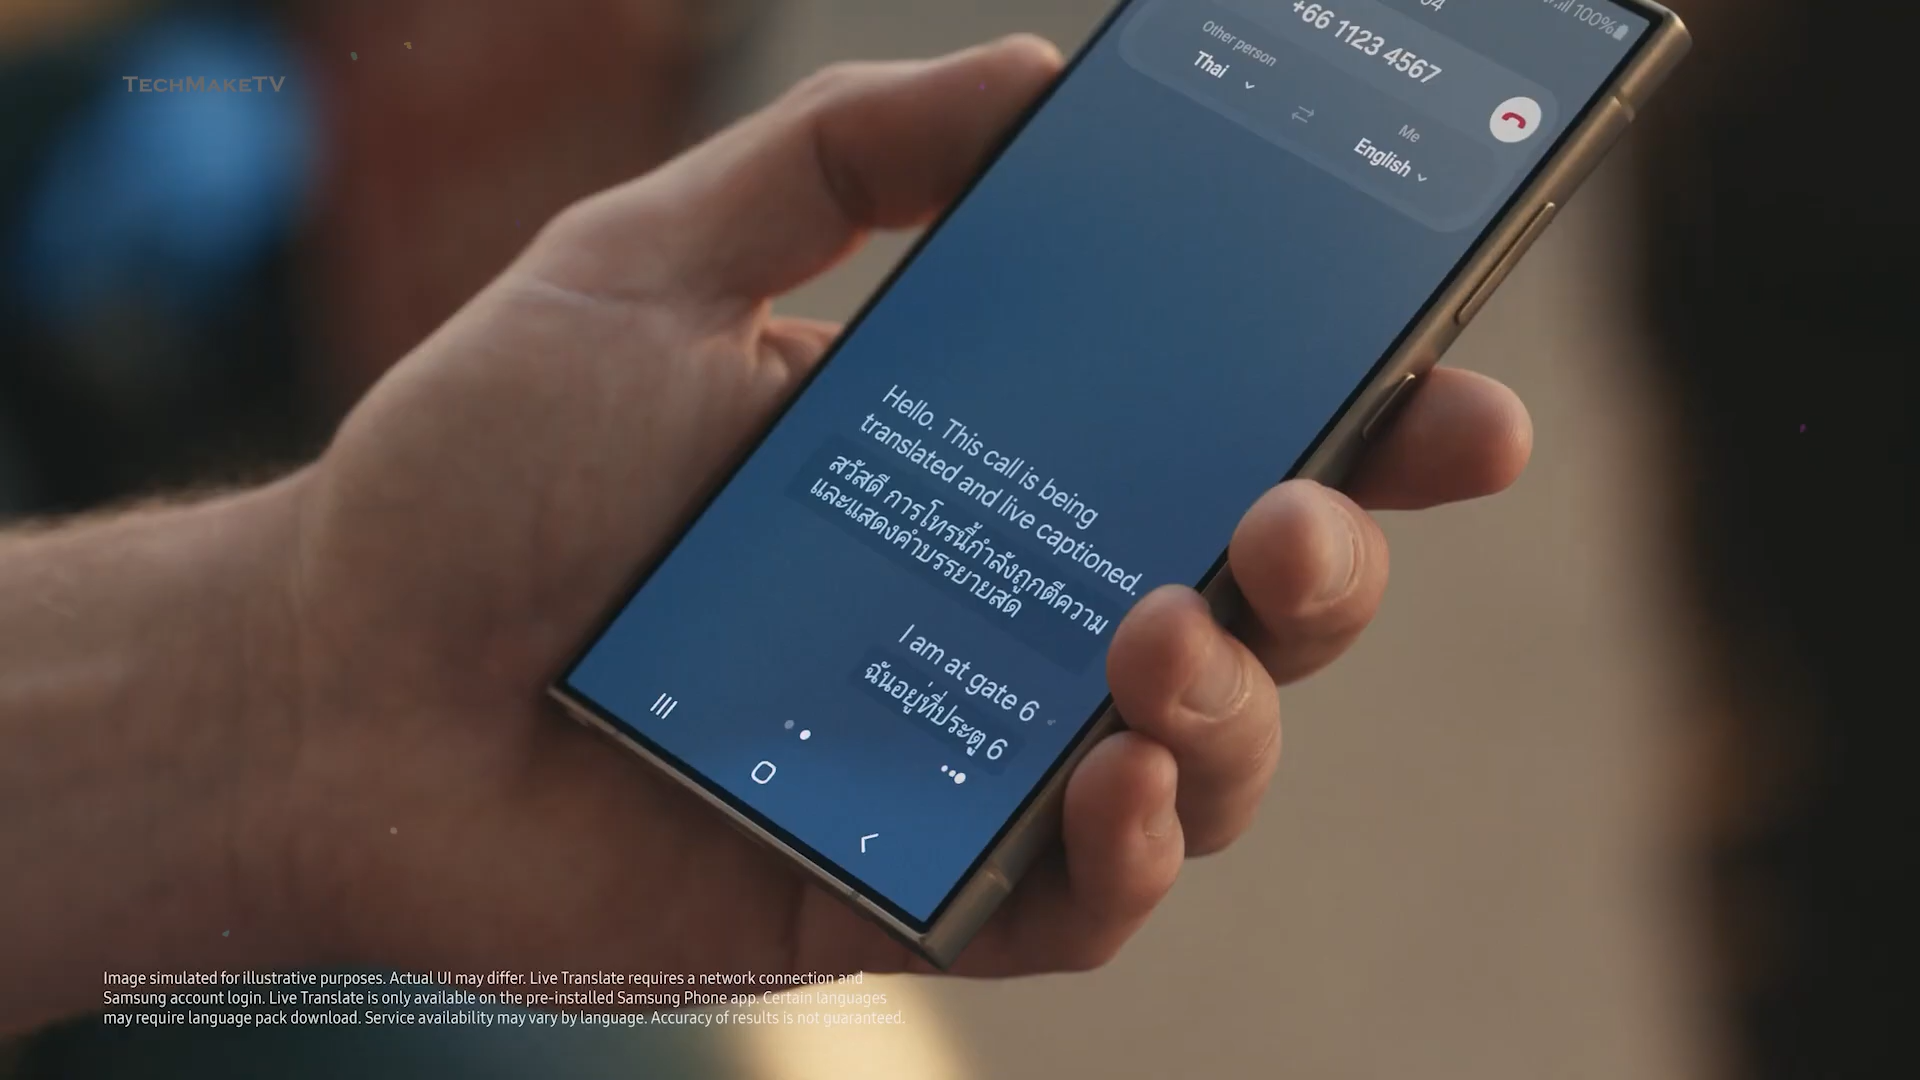 TECHMAKETV
100%
+66 1123 4567
Other person
Thai
Me
English
Hello. This call is being
translated and live captioned.
สวัสดี การโทรนี้กำลังถูกตีความ
และแสดงคำบรรยายสด
I am at gate 6
ฉันอยู่ที่ประตู 6
Image simulated for illustrative purposes. Actual UI may differ. Live Translate requires a network connection and
Samsung account login. Live Translate is only available on the pre-installed Samsung Phone app. Certain languages
may require language pack download. Service availability may vary by language. Accuracy of results is not guaranteed.